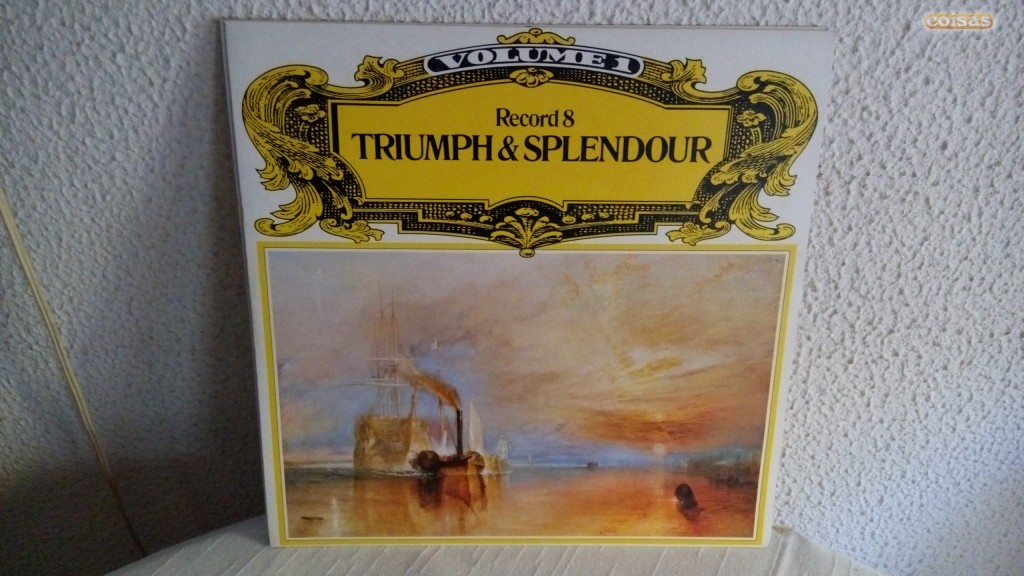 coisas
VOLUME 1
Record 8
TRIUMPH & SPLENDOUR